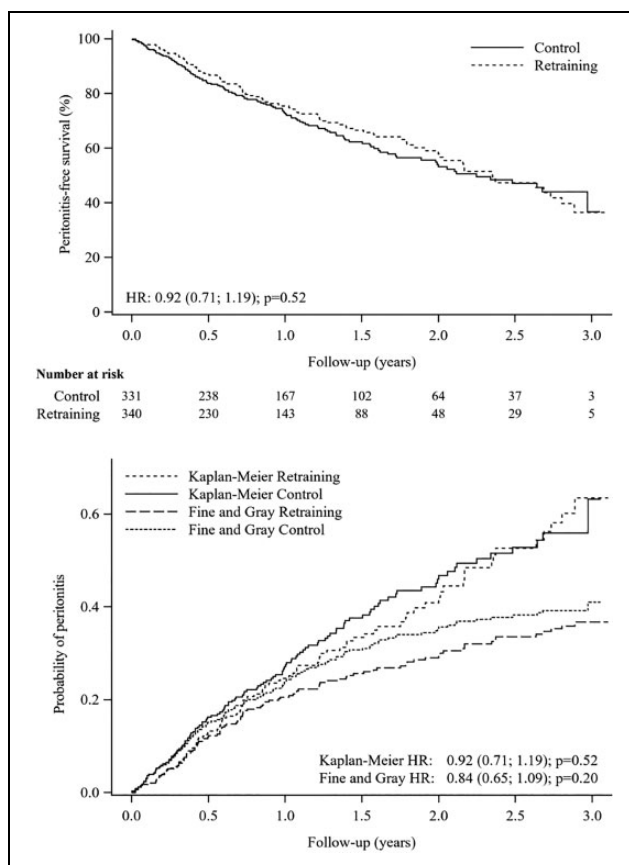 100
80
60
40
20
0
Peritonitis-free survival (%)
Control
Retraining
HR: 0.92 (0.71; 1.19); p=0.52
0.0 0.5 1.0 1.5 2.0 2.5 3.0
Follow-up (years)
Number at risk
Control 331 238 167 102 64 37 3
Retraining 340 230 143 88 48 29 5
0.6
0.4
0.2
0.0
Probability of peritonitis
Kaplan-Meier Retraining
Kaplan-Meier Control
Fine and Gray Retraining
Fine and Gray Control
Kaplan-Meier HR: 0.92 (0.71; 1.19); p=0.52
Fine and Gray HR: 0.84 (0.65; 1.09); p=0.20
0.0 0.5 1.0 1.5 2.0 2.5 3.0
Follow-up (years)